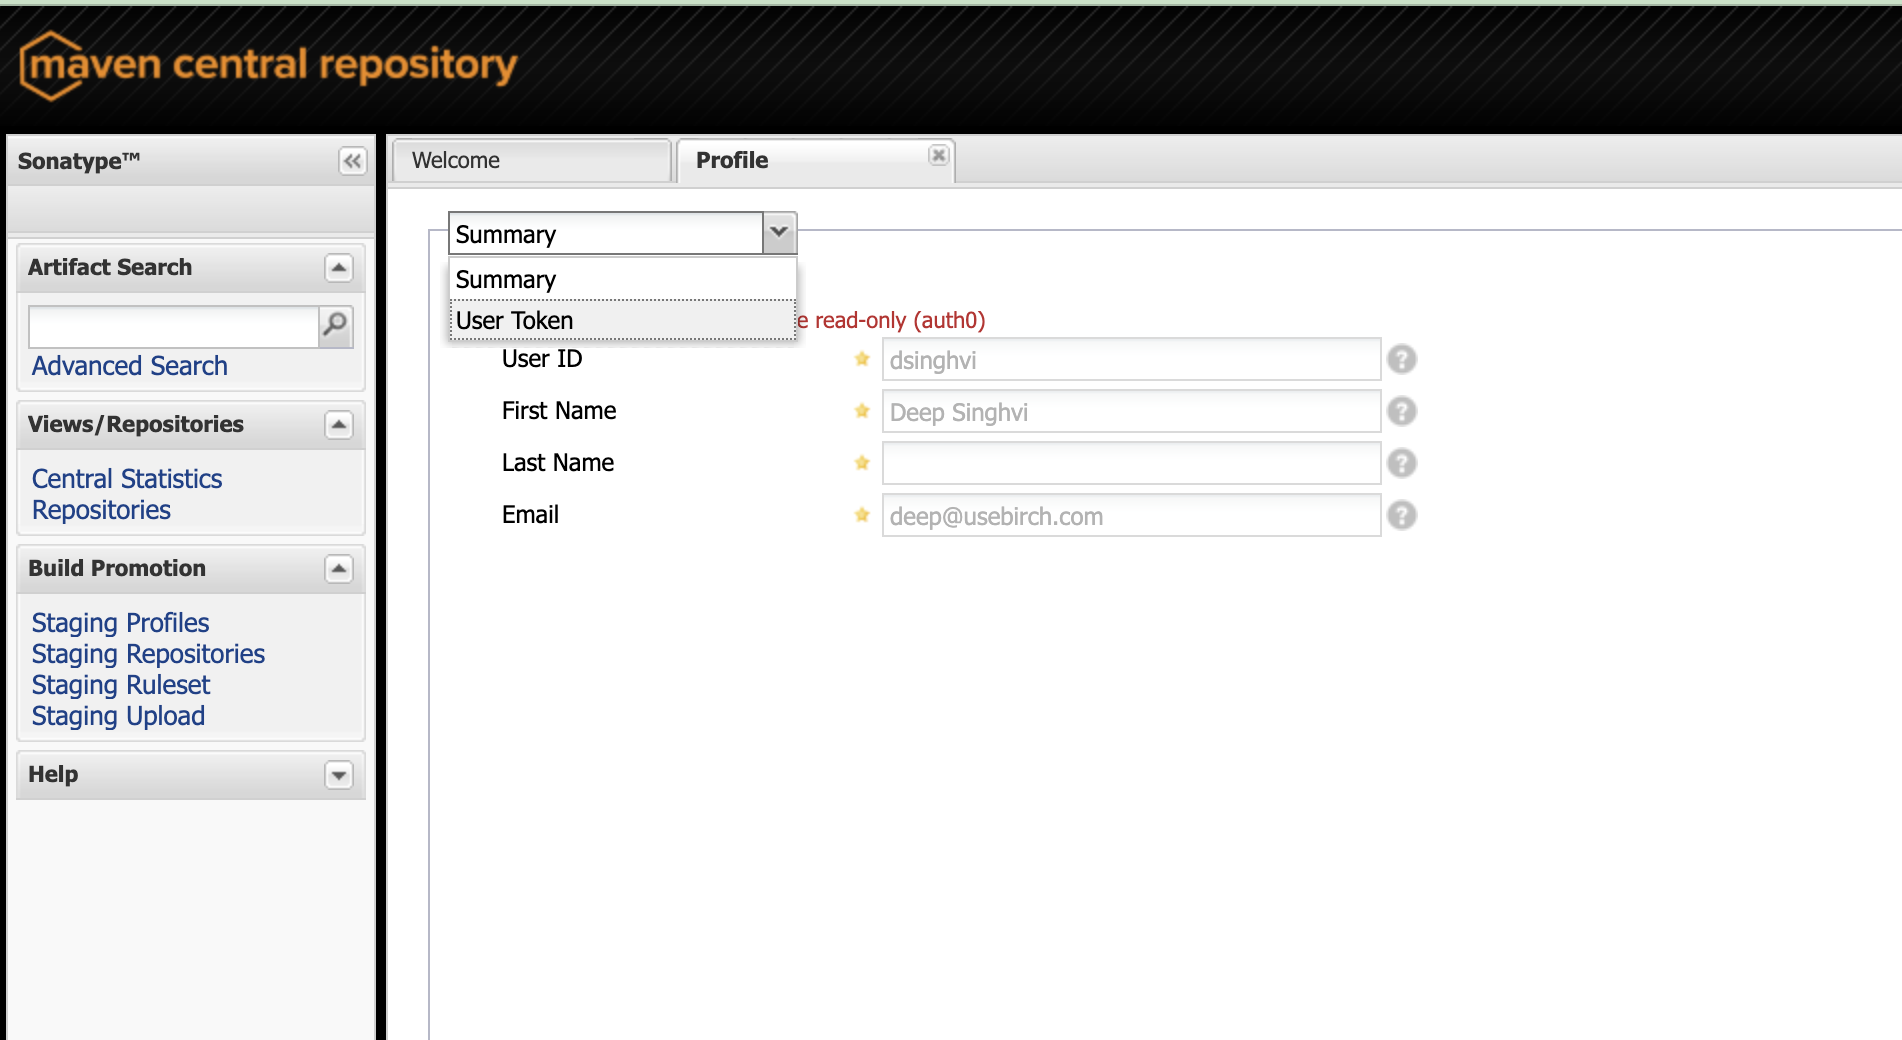 maven central repository
Sonatype™
Welcome
Profile
Artifact Search
Advanced Search
Views/Repositories
Central Statistics
Repositories
Build Promotion
Staging Profiles
Staging Repositories
Staging Ruleset
Staging Upload
Help
Summary
Summary
User Token
e read-only (auth0)
User ID
dsinghvi
First Name
Deep Singhvi
Last Name
Email
deep@usebirch.com